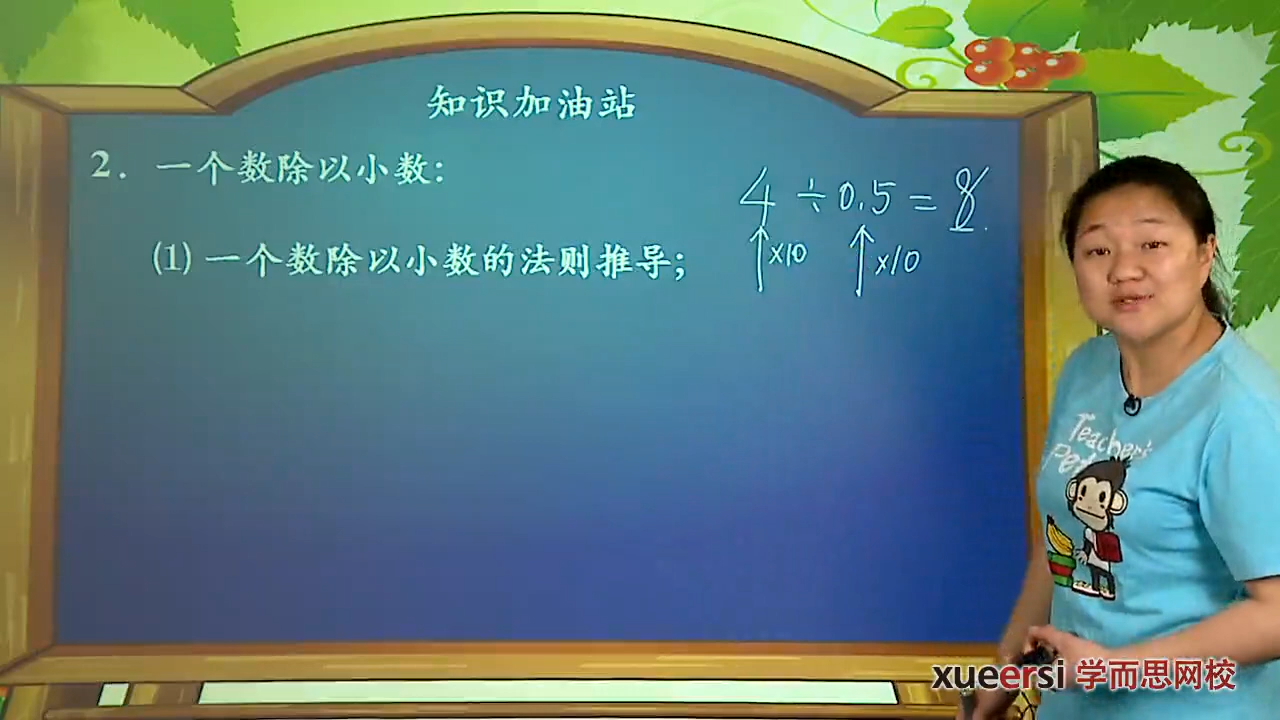 知识加油站
2. 一个数除以小数:
(1) 一个数除以小数的法则推导;
4 ÷ 0.5 = 8
×10 ×10
Teacher's
Pet
xueersi 学而思网校